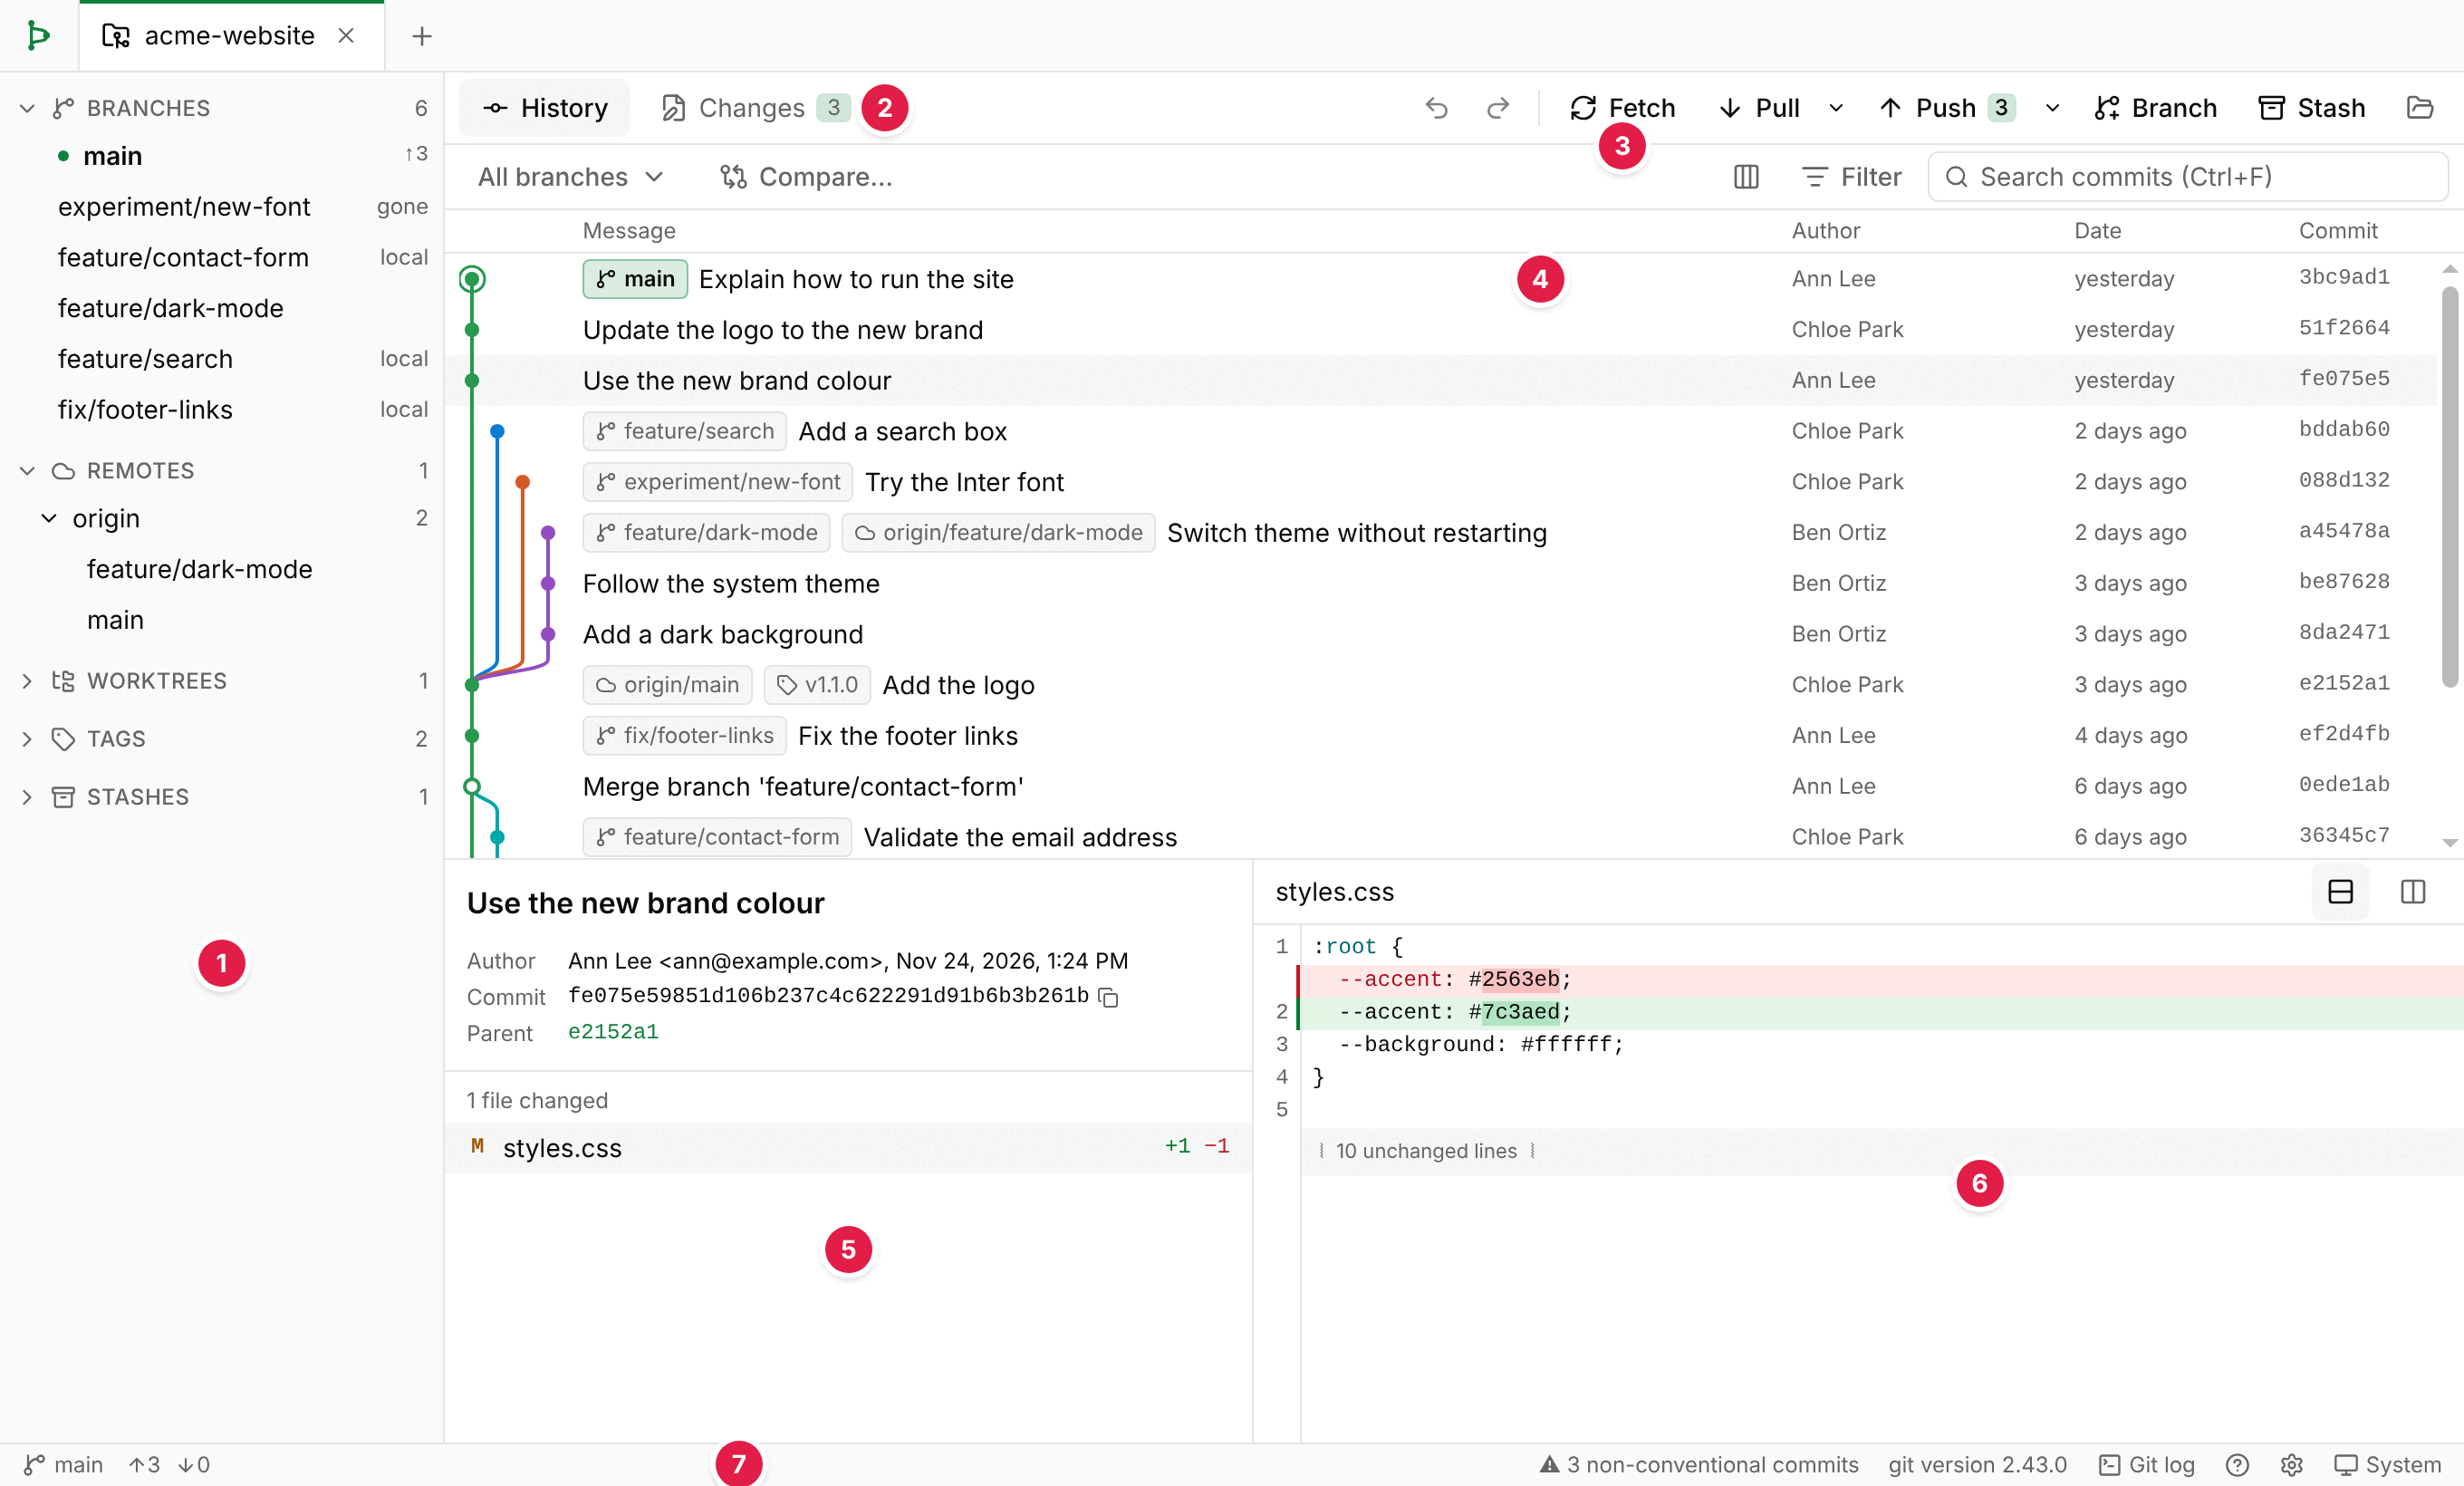 acme-website
BRANCHES 6
main ↑3
experiment/new-font gone
feature/contact-form local
feature/dark-mode
feature/search local
fix/footer-links local
REMOTES 1
origin 2
feature/dark-mode
main
WORKTREES 1
TAGS 2
STASHES 1
1
History Changes 3 2 Fetch Pull Push 3 Branch Stash
3
All branches Compare... Filter Search commits (Ctrl+F)
Message Author Date Commit
main Explain how to run the site 4 Ann Lee yesterday 3bc9ad1
Update the logo to the new brand Chloe Park yesterday 51f2664
Use the new brand colour Ann Lee yesterday fe075e5
feature/search Add a search box Chloe Park 2 days ago bddab60
experiment/new-font Try the Inter font Chloe Park 2 days ago 088d132
feature/dark-mode origin/feature/dark-mode Switch theme without restarting Ben Ortiz 2 days ago a45478a
Follow the system theme Ben Ortiz 3 days ago be87628
Add a dark background Ben Ortiz 3 days ago 8da2471
origin/main v1.1.0 Add the logo Chloe Park 3 days ago e2152a1
fix/footer-links Fix the footer links Ann Lee 4 days ago ef2d4fb
Merge branch 'feature/contact-form' Ann Lee 6 days ago 0ede1ab
feature/contact-form Validate the email address Chloe Park 6 days ago 36345c7
Use the new brand colour
Author Ann Lee <ann@example.com>, Nov 24, 2026, 1:24 PM
Commit fe075e59851d106b237c4c622291d91b6b3b261b
Parent e2152a1
1 file changed
M styles.css +1 −1
5
styles.css
1 :root {
--accent: #2563eb;
2 --accent: #7c3aed;
3 --background: #ffffff;
4 }
5
10 unchanged lines
6
main ↑3 ↓0 7 3 non-conventional commits git version 2.43.0 Git log System